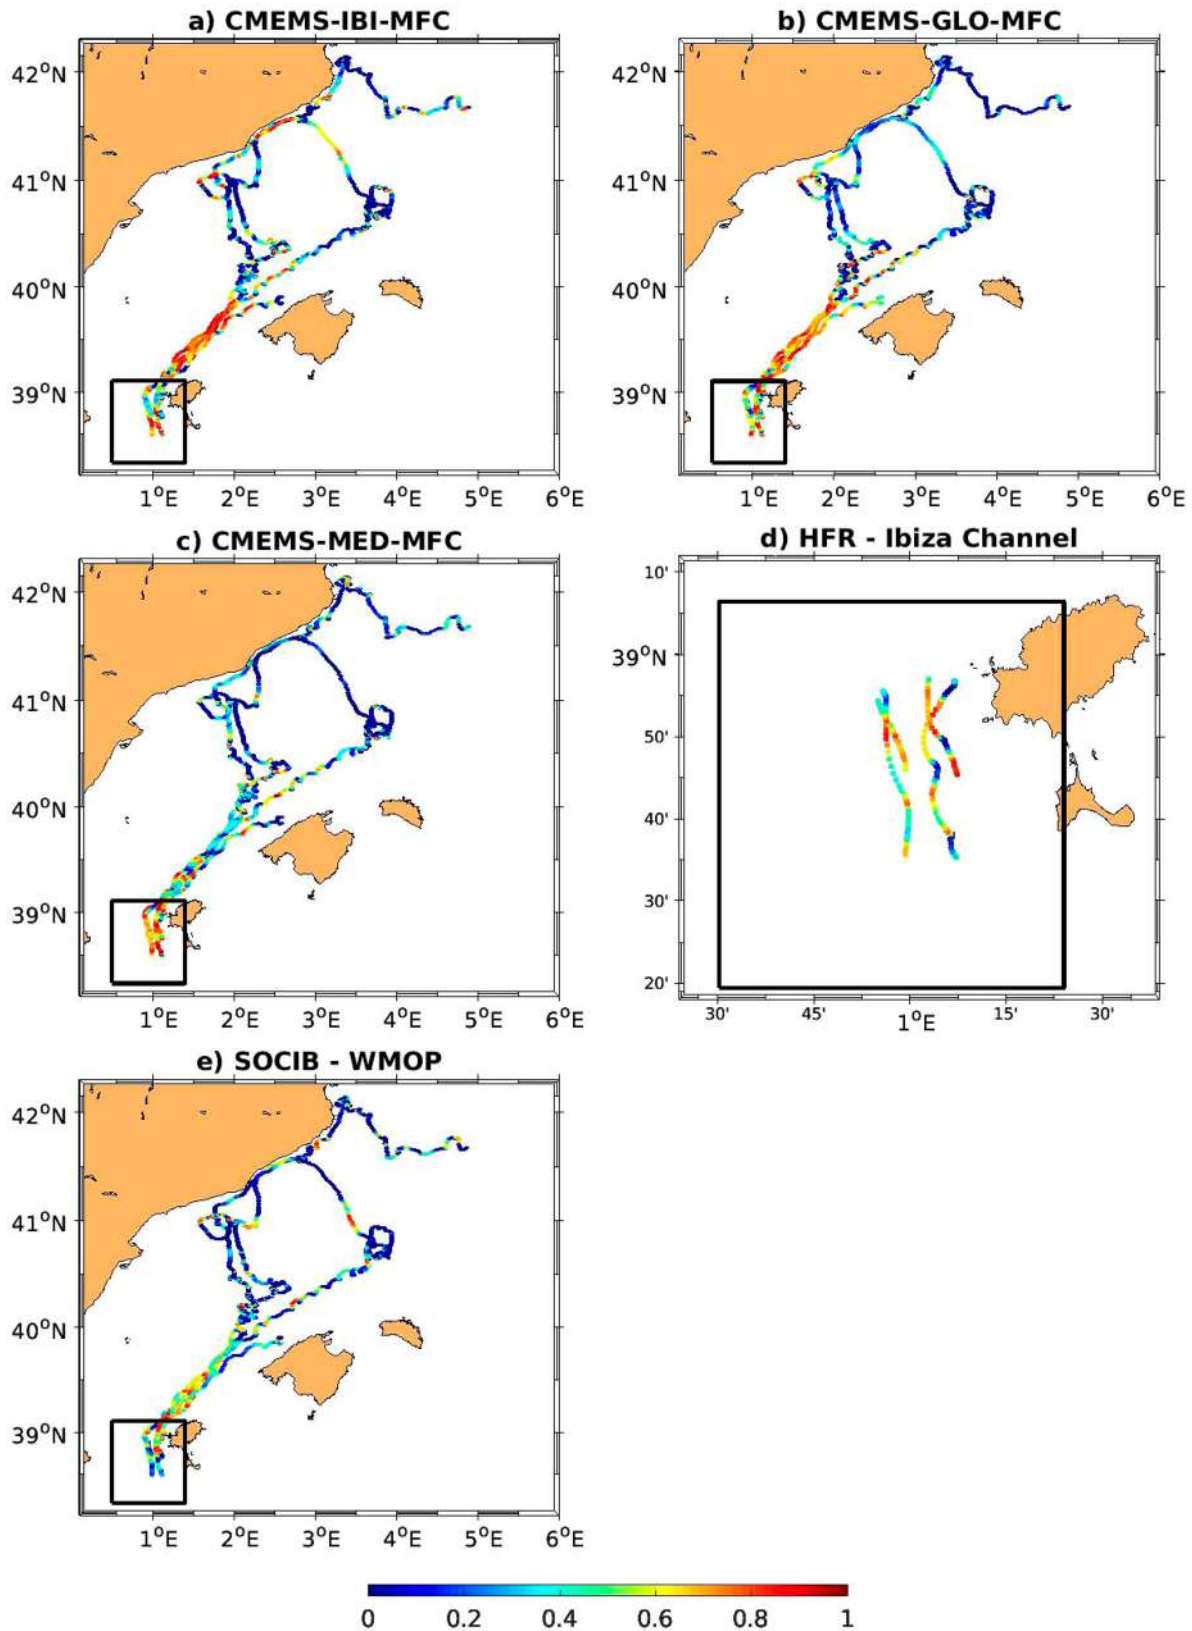 a) CMEMS-IBI-MFC
b) CMEMS-GLO-MFC
42°N
41°N
40°N
39°N
1°E 2°E 3°E 4°E 5°E 6°E
42°N
41°N
40°N
39°N
1°E 2°E 3°E 4°E 5°E 6°E
c) CMEMS-MED-MFC
d) HFR - Ibiza Channel
42°N
41°N
40°N
39°N
1°E 2°E 3°E 4°E 5°E 6°E
10'
39°N
50'
40'
30'
20'
30' 45' 1°E 15' 30'
e) SOCIB - WMOP
42°N
41°N
40°N
39°N
1°E 2°E 3°E 4°E 5°E 6°E
0 0.2 0.4 0.6 0.8 1